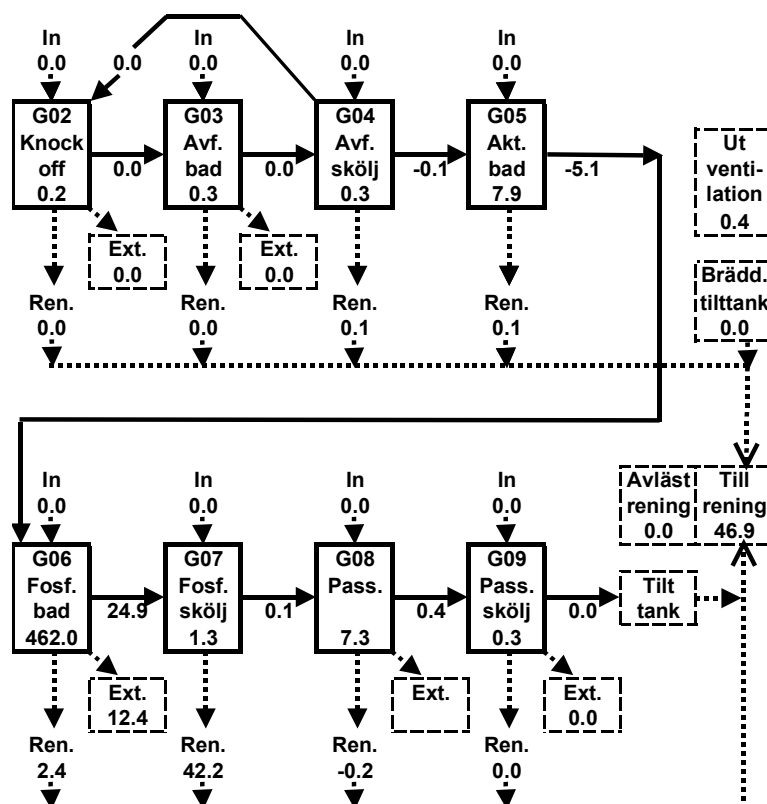 In In In In
0.0 0.0 0.0 0.0 0.0
G02 G03 G04 G05
Knock Avf. Avf. Akt. Ut
off bad skölj bad venti-
0.0 0.0 -0.1 -5.1 lation
0.2 0.3 0.3 7.9 0.4
Ext. Ext. Brädd.
0.0 0.0 tilttank
Ren. Ren. Ren. Ren. 0.0
0.0 0.0 0.1 0.1
In In In In Avläst Till
0.0 0.0 0.0 0.0 rening rening
0.0 46.9
G06 G07 G08 G09
Fosf. Fosf. Pass. Pass. Tilt
bad skölj skölj tank
24.9 0.1 0.4 0.0
462.0 1.3 7.3 0.3
Ext. Ext. Ext.
12.4 0.0
Ren. Ren. Ren. Ren.
2.4 42.2 -0.2 0.0